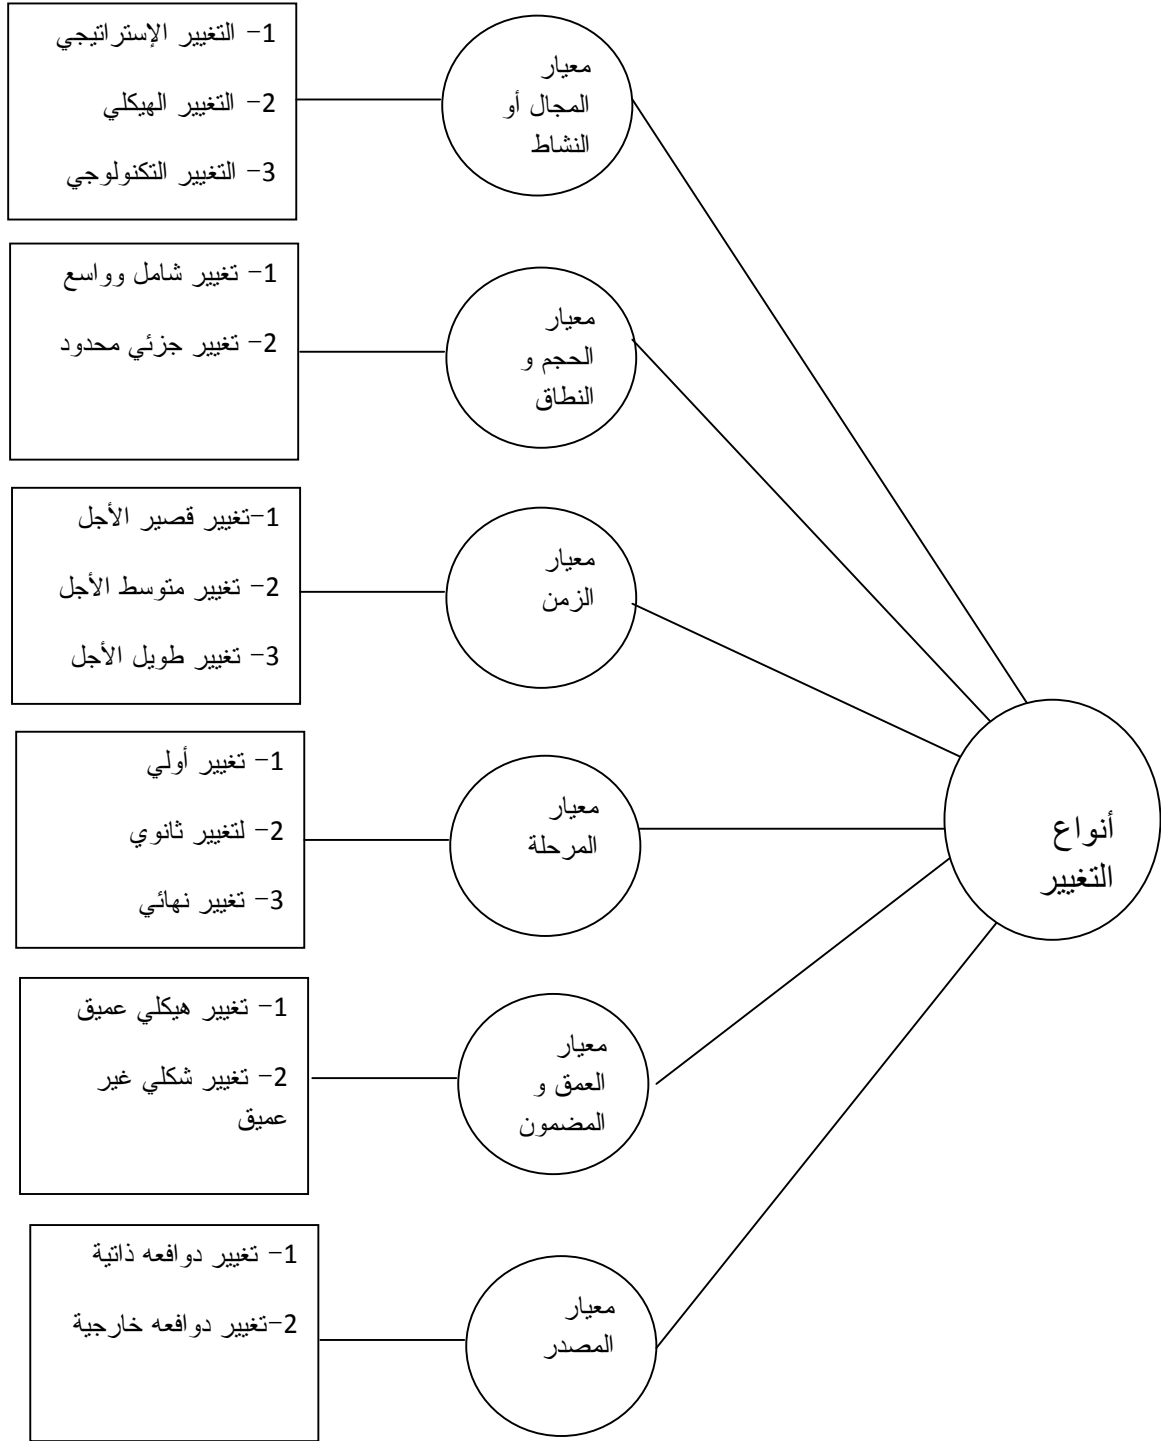 أنواع
التغيير
معيار
المجال أو
النشاط
1- التغيير الإستراتيجي
2- التغيير الهيكلي
3- التغيير التكنولوجي
معيار
الحجم و
النطاق
1- تغيير شامل وواسع
2- تغيير جزئي محدود
معيار
الزمن
1-تغيير قصير الأجل
2- تغيير متوسط الأجل
3- تغيير طويل الأجل
معيار
المرحلة
1- تغيير أولي
2- لتغيير ثانوي
3- تغيير نهائي
معيار
العمق و
المضمون
1- تغيير هيكلي عميق
2- تغيير شكلي غير
عميق
معيار
المصدر
1- تغيير دوافعه ذاتية
2-تغيير دوافعه خارجية